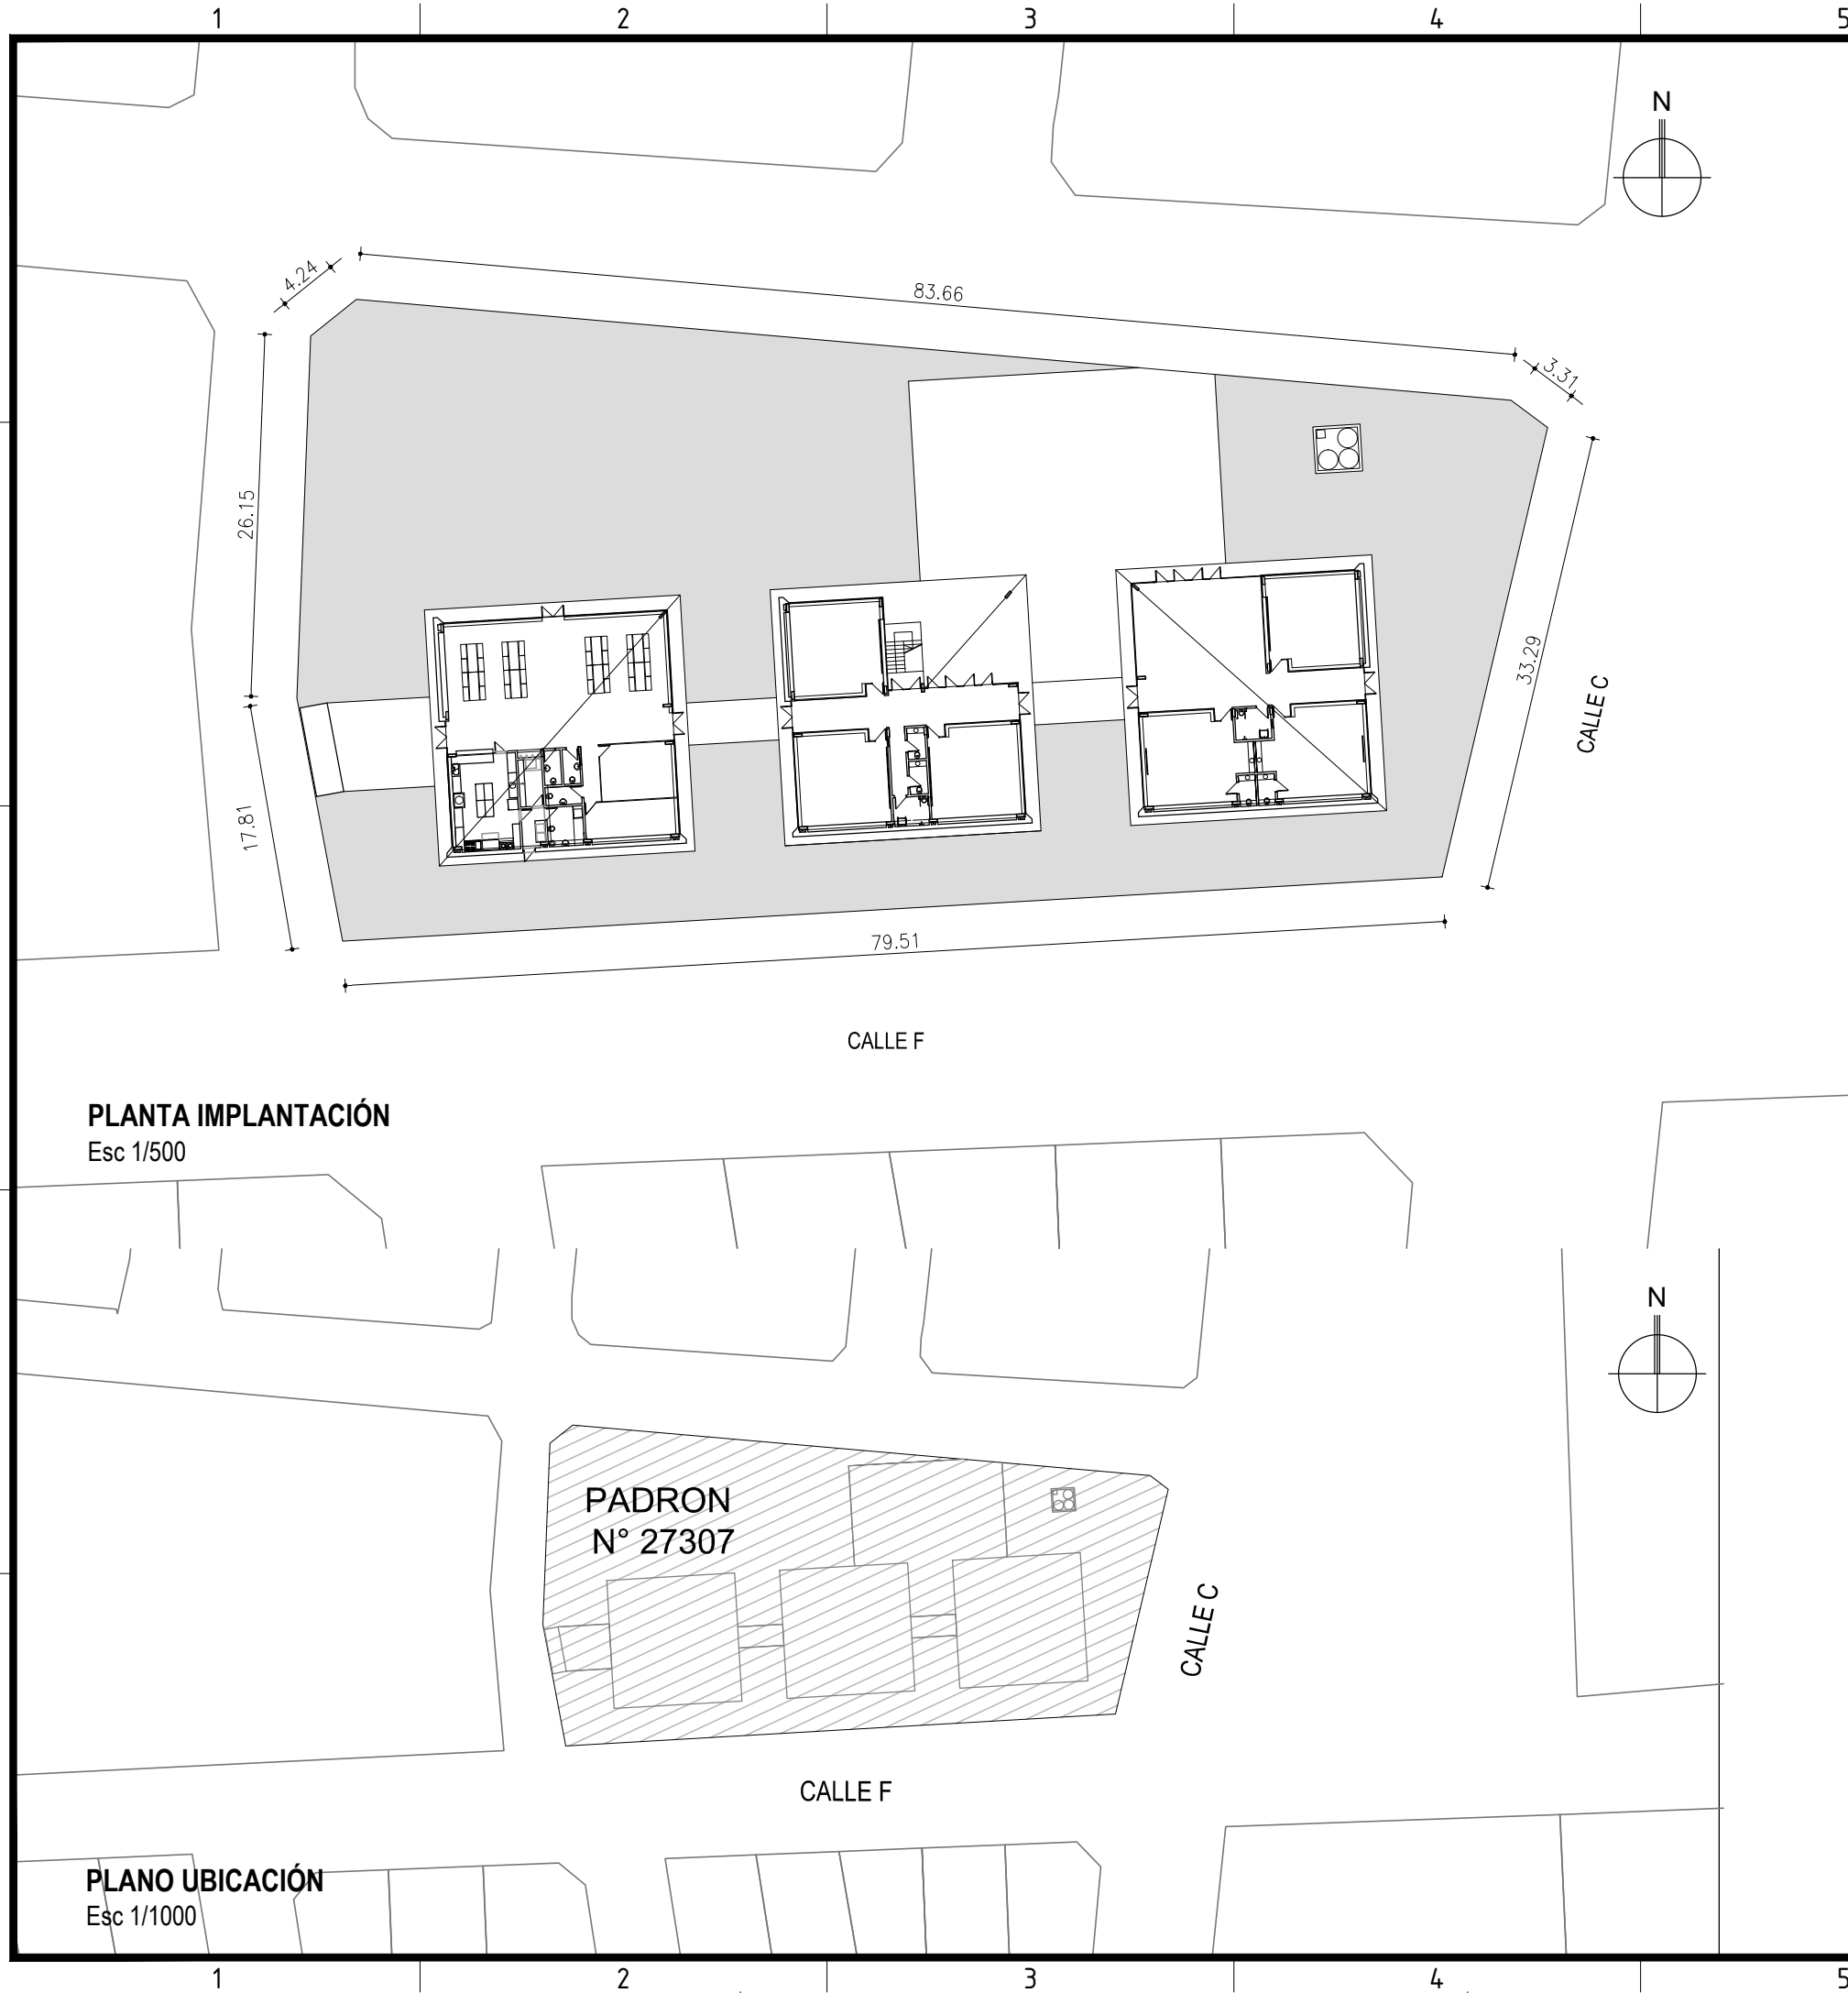 1
2
3
4
5
N
4.24
83.66
3.31
26.15
33.29
CALLE C
17.81
79.51
CALLE F
PLANTA IMPLANTACIÓN
Esc 1/500
N
PADRON
N° 27307
CALLE C
CALLE F
PLANO UBICACIÓN
Esc 1/1000
1
2
3
4
5